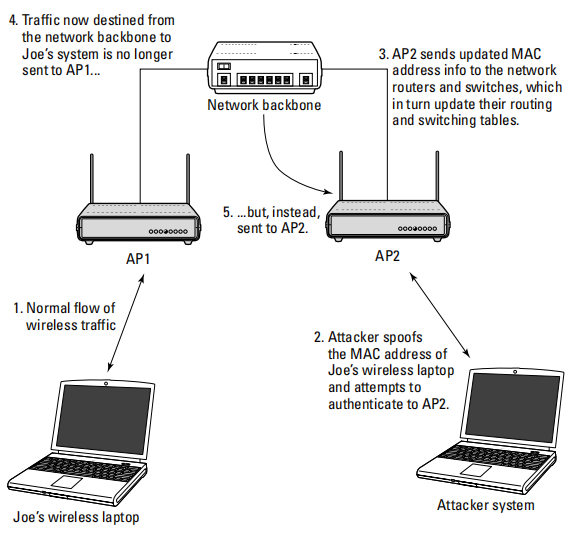 4. Traffic now destined from
the network backbone to
Joe's system is no longer
sent to AP1...
3. AP2 sends updated MAC
address info to the network
routers and switches, which
in turn update their routing
and switching tables.
Network backbone
5. ...but, instead,
sent to AP2.
AP1
AP2
1. Normal flow of
wireless traffic
2. Attacker spoofs
the MAC address of
Joe's wireless laptop
and attempts to
authenticate to AP2.
Joe's wireless laptop
Attacker system